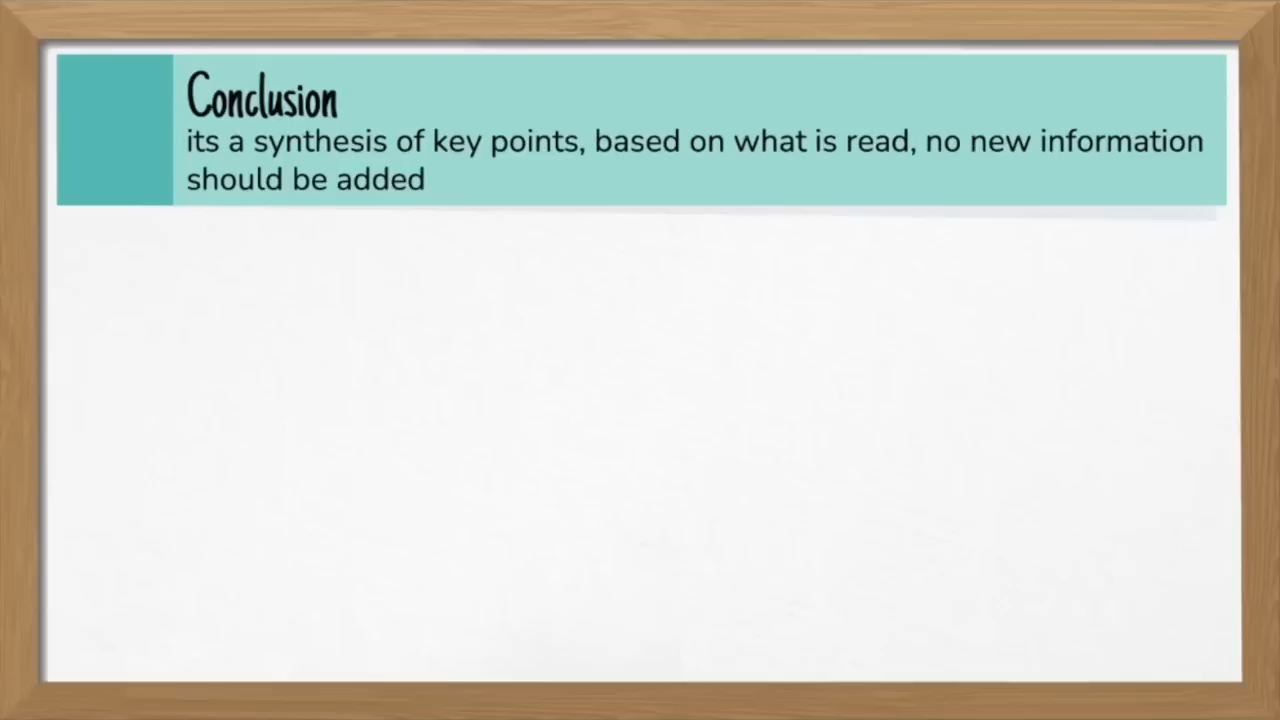 Conclusion
its a synthesis of key points, based on what is read, no new information
should be added